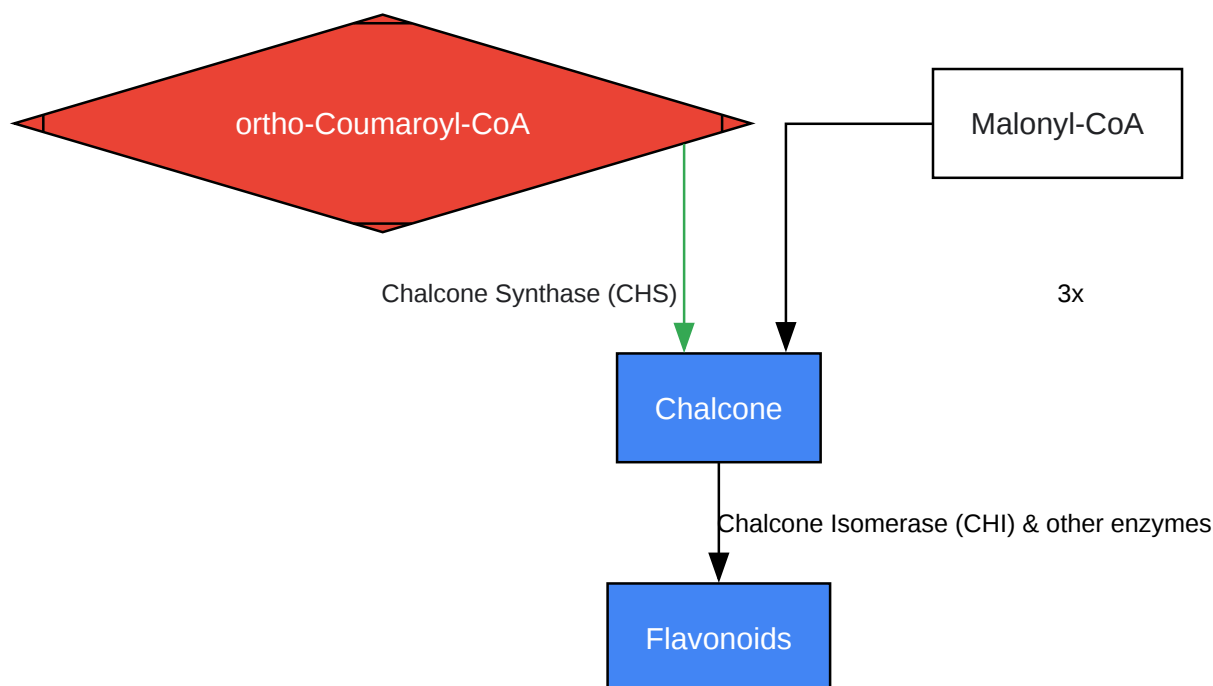 ortho-Coumaroyl-CoA
Malonyl-CoA
Chalcone Synthase (CHS)
3x
Chalcone
Chalcone Isomerase (CHI) & other enzymes
Flavonoids